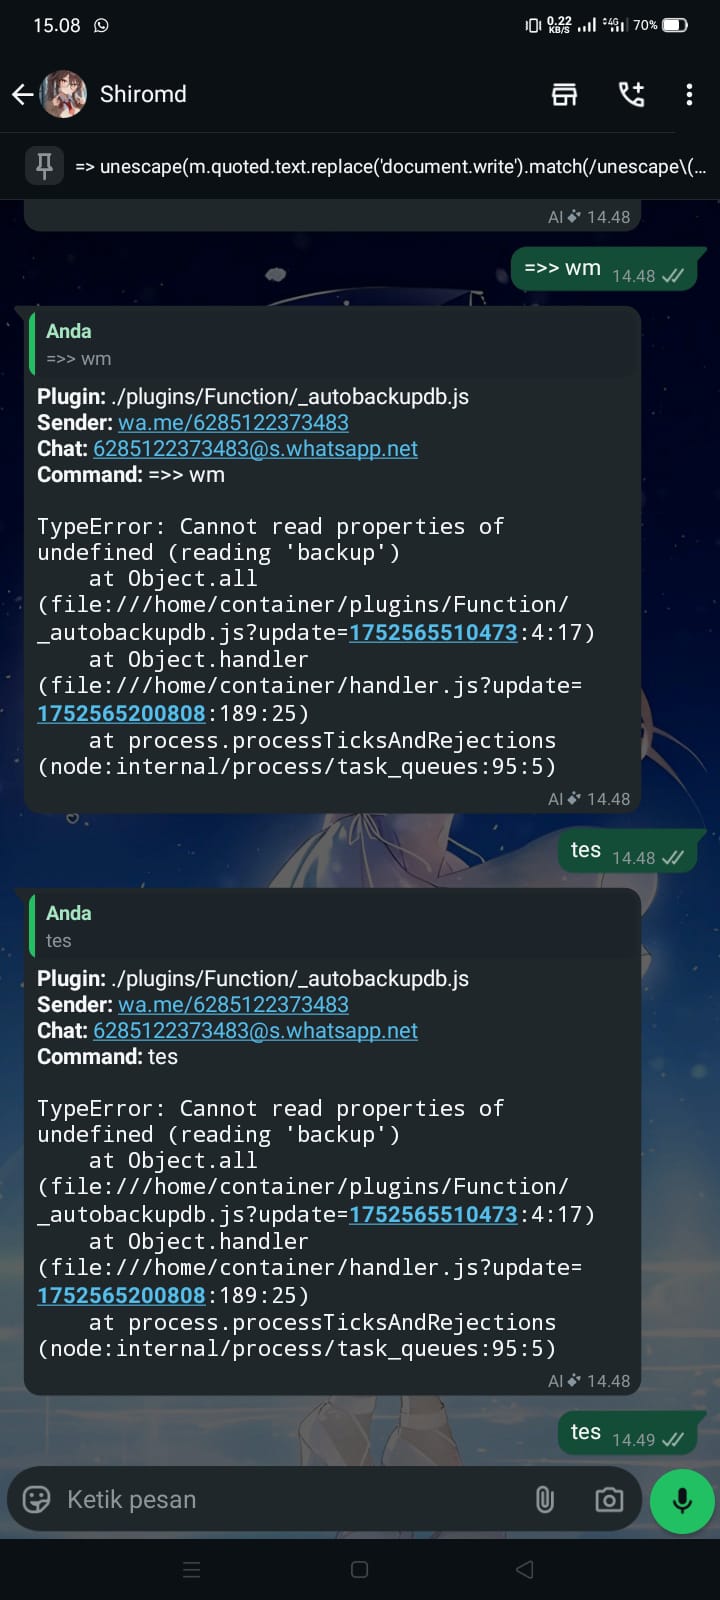 15.08
0.22 KB/S 4G 70%
Shiromd
=> unescape(m.quoted.text.replace('document.write').match(/unescape\(...
AI 14.48
=>> wm 14.48
Anda
=>> wm
Plugin: ./plugins/Function/_autobackupdb.js
Sender: wa.me/6285122373483
Chat: 6285122373483@s.whatsapp.net
Command: =>> wm
TypeError: Cannot read properties of
undefined (reading 'backup')
at Object.all
(file:///home/container/plugins/Function/
_autobackupdb.js?update=1752565510473:4:17)
at Object.handler
(file:///home/container/handler.js?update=
1752565200808:189:25)
at process.processTicksAndRejections
(node:internal/process/task_queues:95:5)
AI 14.48
tes 14.48
Anda
tes
Plugin: ./plugins/Function/_autobackupdb.js
Sender: wa.me/6285122373483
Chat: 6285122373483@s.whatsapp.net
Command: tes
TypeError: Cannot read properties of
undefined (reading 'backup')
at Object.all
(file:///home/container/plugins/Function/
_autobackupdb.js?update=1752565510473:4:17)
at Object.handler
(file:///home/container/handler.js?update=
1752565200808:189:25)
at process.processTicksAndRejections
(node:internal/process/task_queues:95:5)
AI 14.48
tes 14.49
Ketik pesan